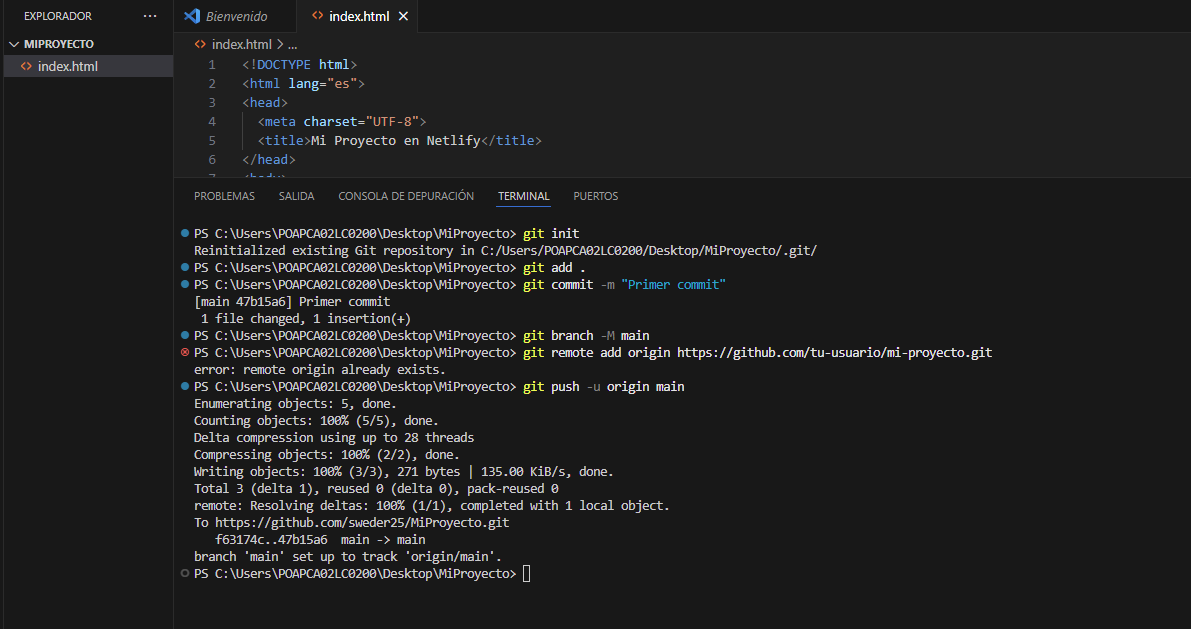 EXPLORADOR ...
Bienvenido
index.html
MIPROYECTO
index.html
index.html > ...
1 <!DOCTYPE html>
2 <html lang="es">
3 <head>
4 <meta charset="UTF-8">
5 <title>Mi Proyecto en Netlify</title>
6 </head>
7 <body>
PROBLEMAS SALIDA CONSOLA DE DEPURACIÓN TERMINAL PUERTOS
PS C:\Users\POAPCA02LC0200\Desktop\MiProyecto> git init
Reinitialized existing Git repository in C:/Users/POAPCA02LC0200/Desktop/MiProyecto/.git/
PS C:\Users\POAPCA02LC0200\Desktop\MiProyecto> git add .
PS C:\Users\POAPCA02LC0200\Desktop\MiProyecto> git commit -m "Primer commit"
[main 47b15a6] Primer commit
1 file changed, 1 insertion(+)
PS C:\Users\POAPCA02LC0200\Desktop\MiProyecto> git branch -M main
PS C:\Users\POAPCA02LC0200\Desktop\MiProyecto> git remote add origin https://github.com/tu-usuario/mi-proyecto.git
error: remote origin already exists.
PS C:\Users\POAPCA02LC0200\Desktop\MiProyecto> git push -u origin main
Enumerating objects: 5, done.
Counting objects: 100% (5/5), done.
Delta compression using up to 28 threads
Compressing objects: 100% (2/2), done.
Writing objects: 100% (3/3), 271 bytes | 135.00 KiB/s, done.
Total 3 (delta 1), reused 0 (delta 0), pack-reused 0
remote: Resolving deltas: 100% (1/1), completed with 1 local object.
To https://github.com/sweder25/MiProyecto.git
f63174c..47b15a6 main -> main
branch 'main' set up to track 'origin/main'.
PS C:\Users\POAPCA02LC0200\Desktop\MiProyecto>